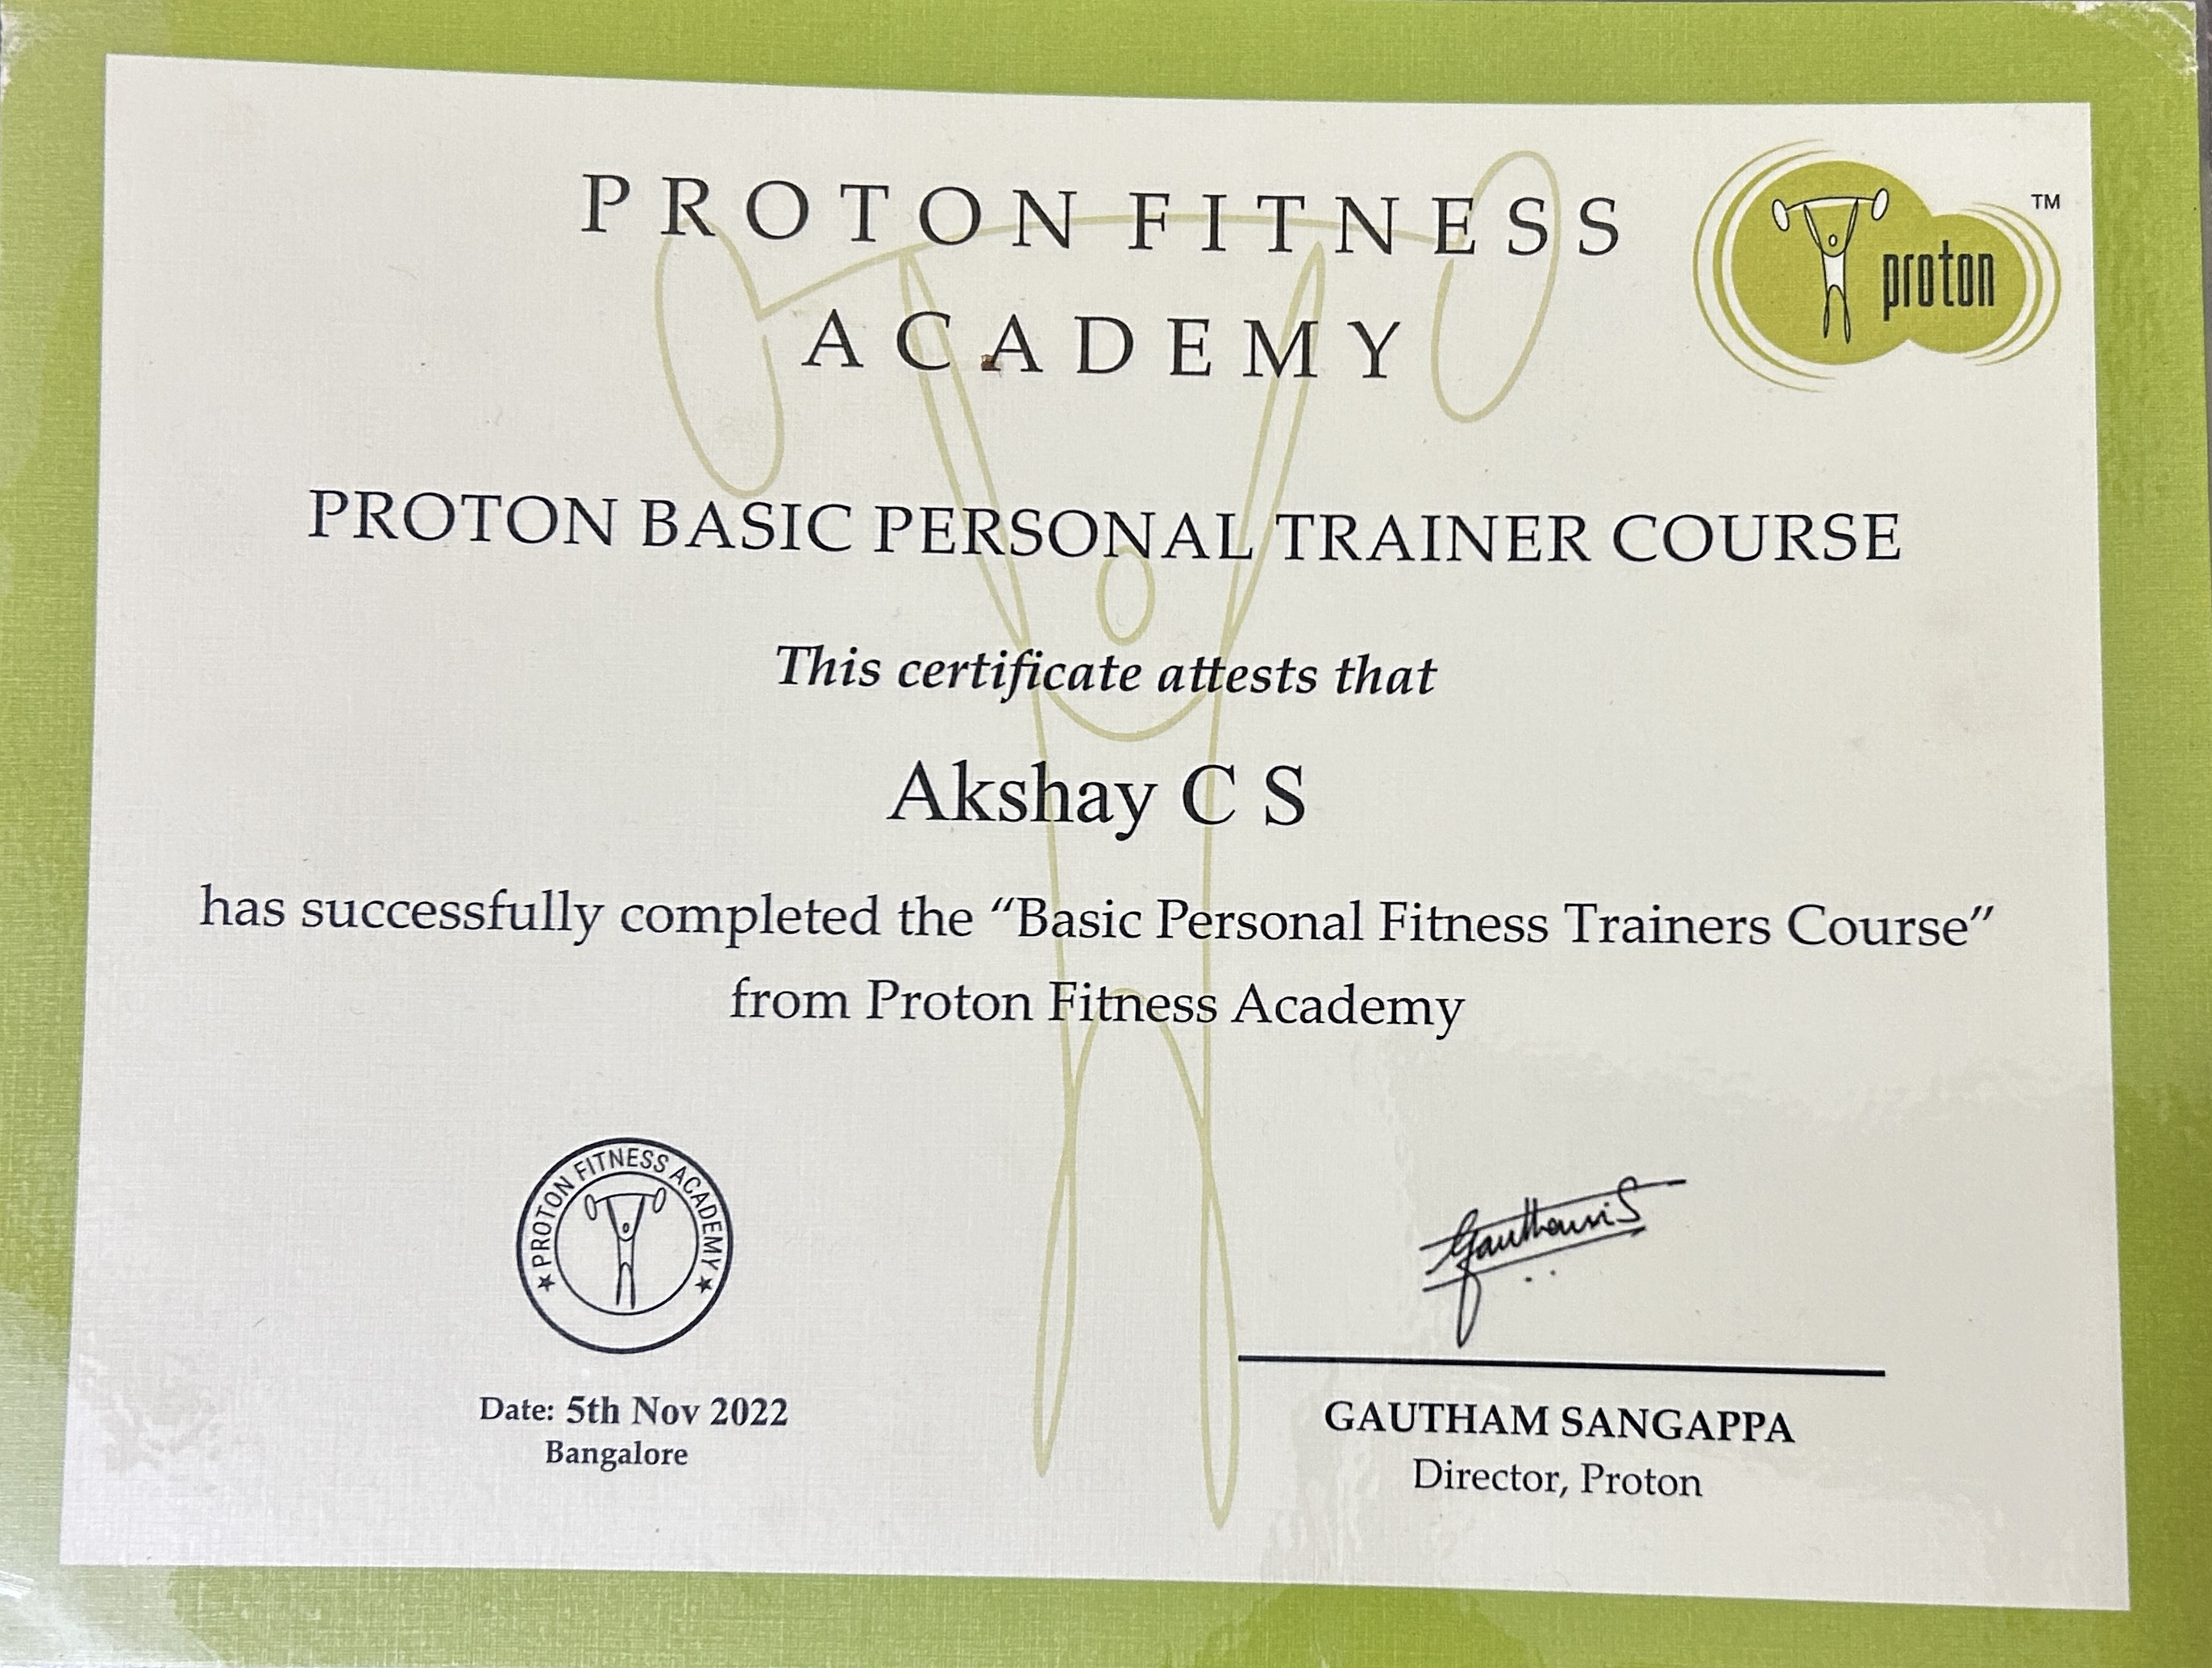 PROTON FITNESS
ACADEMY
proton
TM
PROTON BASIC PERSONAL TRAINER COURSE
This certificate attests that
Akshay C S
has successfully completed the “Basic Personal Fitness Trainers Course”
from Proton Fitness Academy
★ PROTON FITNESS ACADEMY ★
Gautham S
Date: 5th Nov 2022
Bangalore
GAUTHAM SANGAPPA
Director, Proton